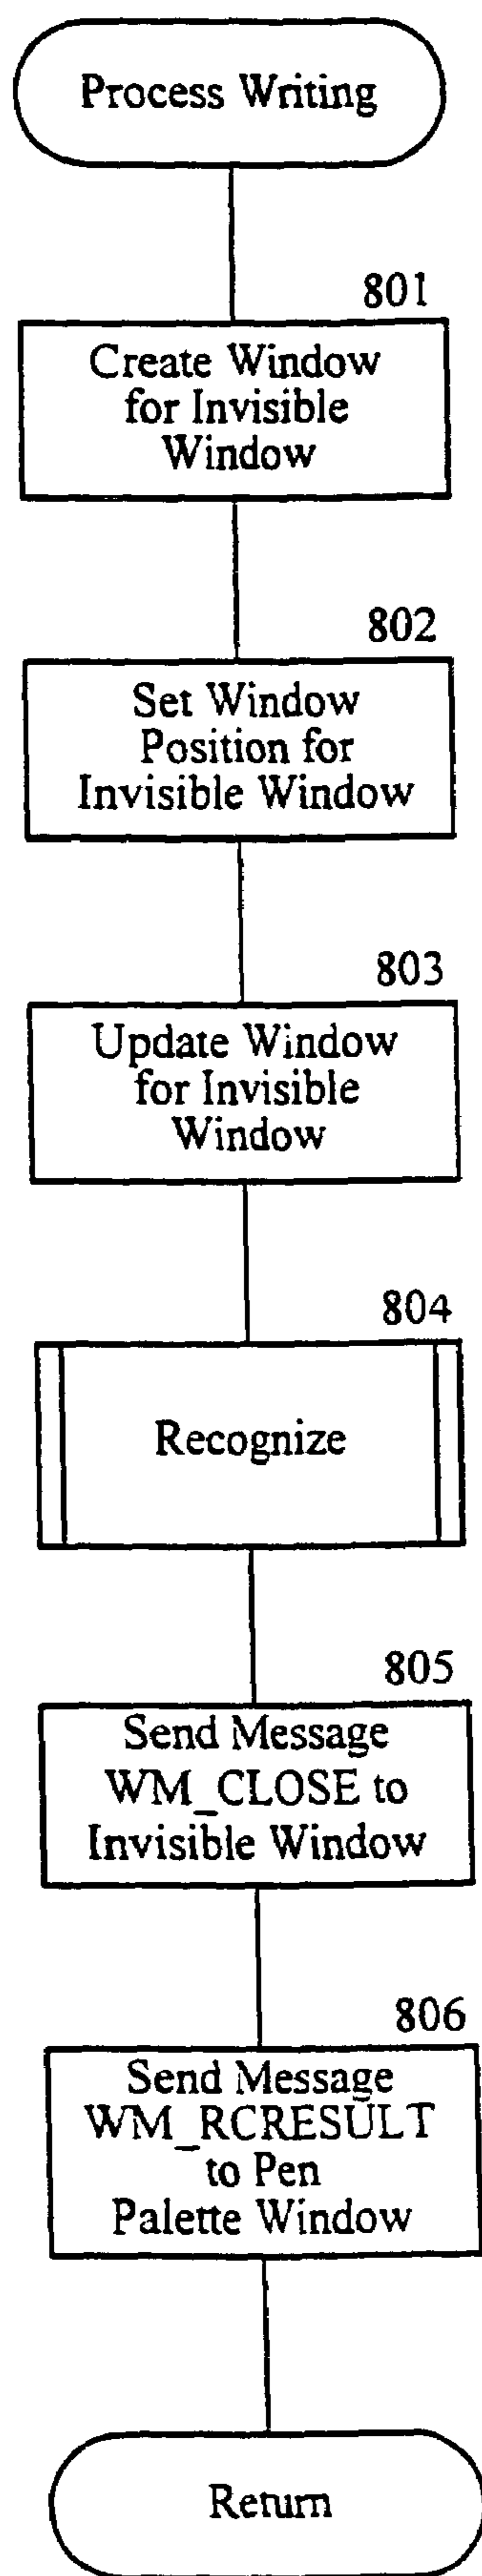 Process Writing
801
Create Window
for Invisible
Window
802
Set Window
Position for
Invisible Window
803
Update Window
for Invisible
Window
804
Recognize
805
Send Message
WM_CLOSE to
Invisible Window
806
Send Message
WM_RCRESULT
to Pen
Palette Window
Return